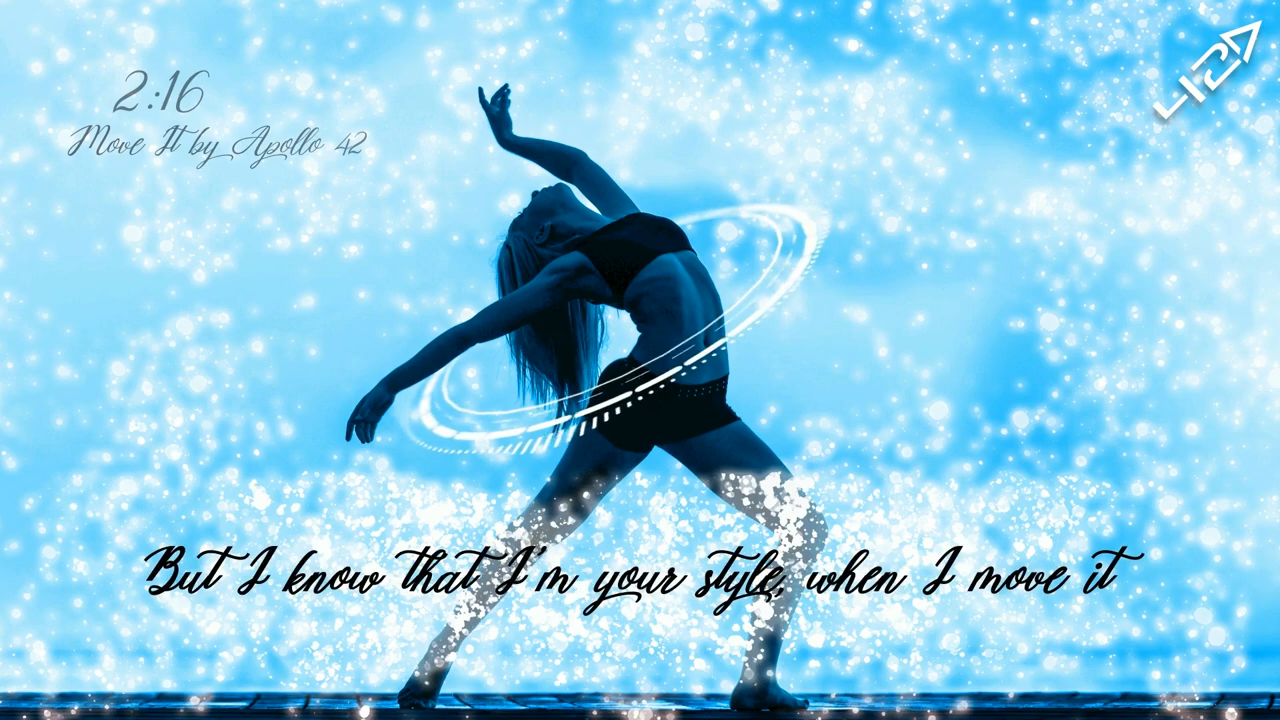 2:16
Move It by Apollo 42
But I know that I'm your style, when I move it